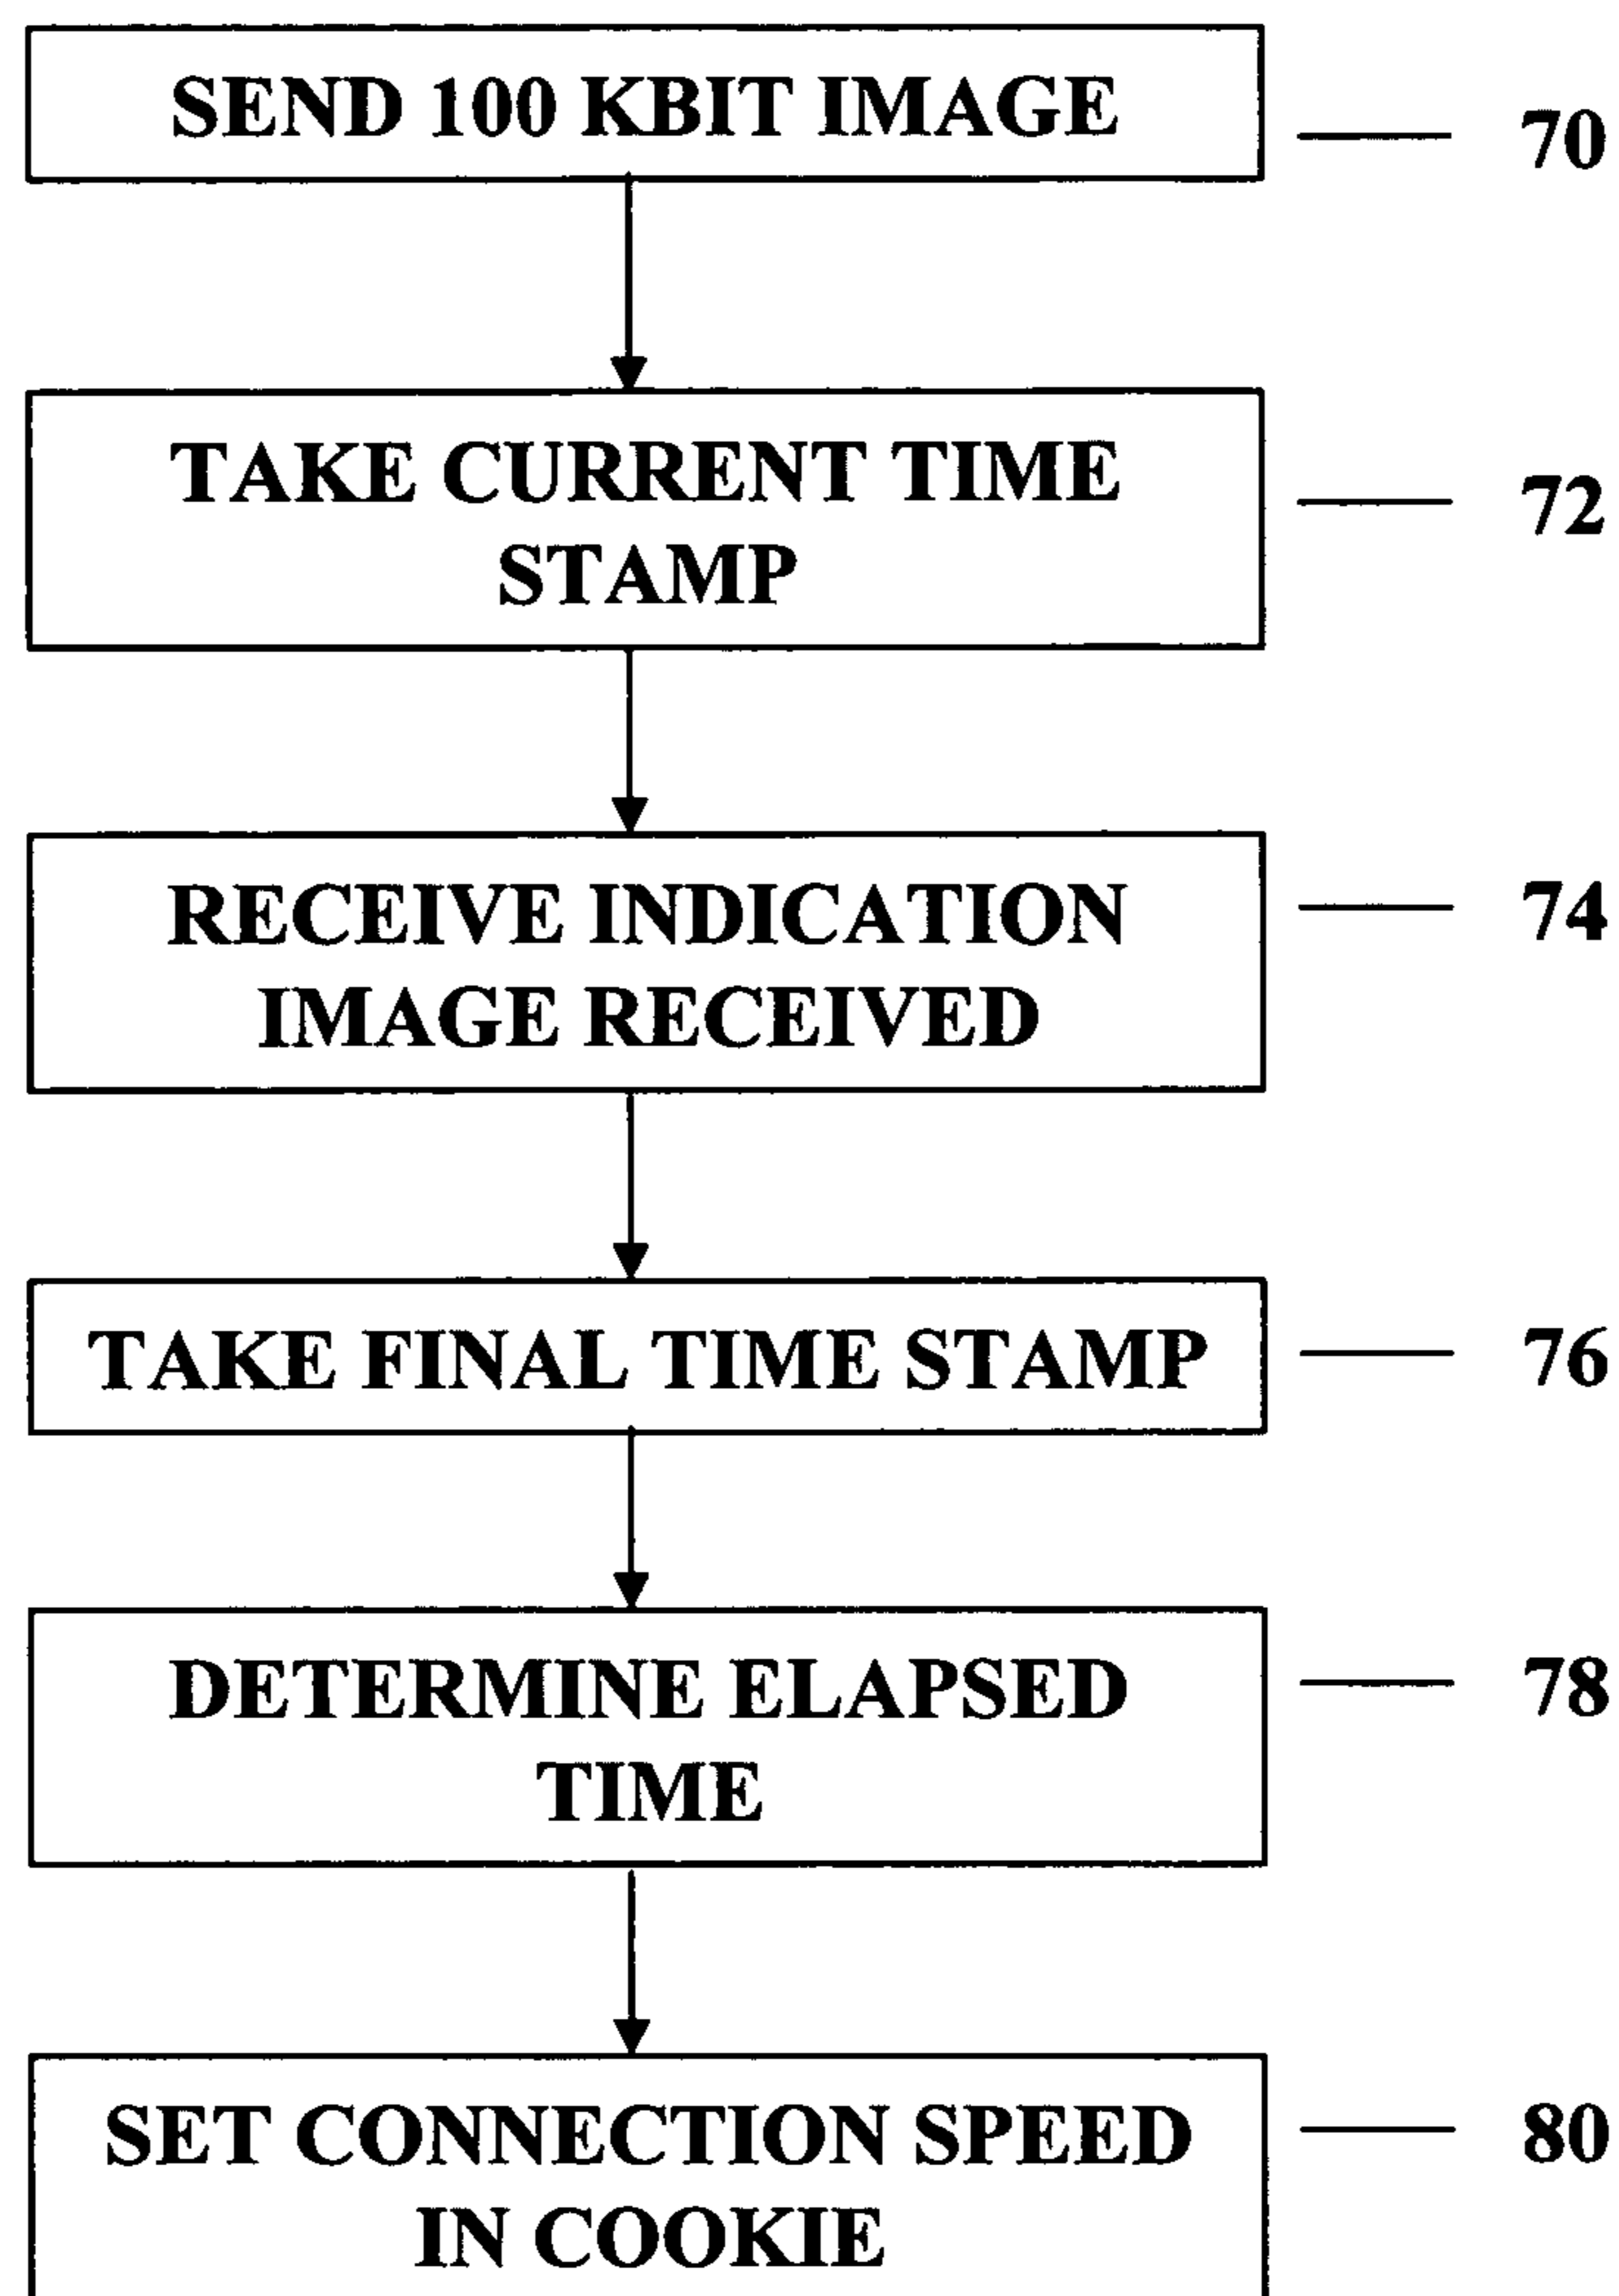 SEND 100 KBIT IMAGE
70
TAKE CURRENT TIME
STAMP
72
RECEIVE INDICATION
IMAGE RECEIVED
74
TAKE FINAL TIME STAMP
76
DETERMINE ELAPSED
TIME
78
SET CONNECTION SPEED
IN COOKIE
80